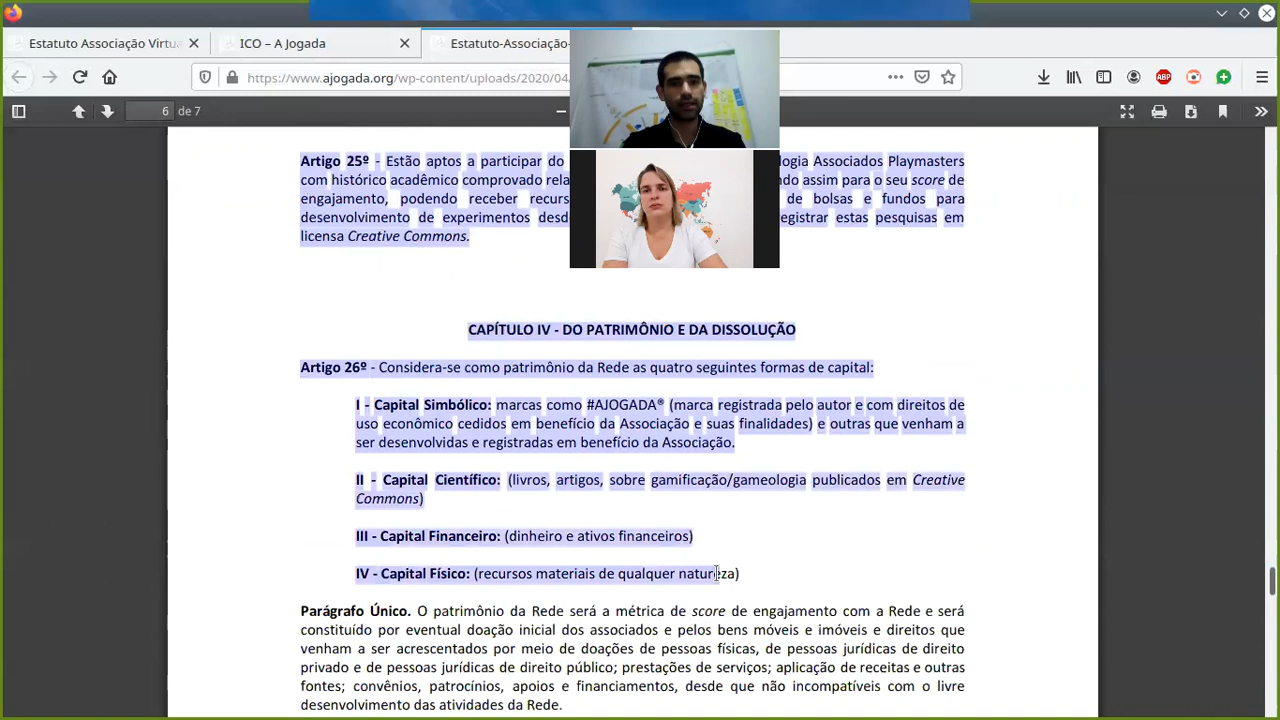 Estatuto Associação Virtua
ICO – A Jogada
Estatuto-Associação-
https://www.ajogada.org/wp-content/uploads/2020/04
ABP
6 de 7
Artigo 25º - Estão aptos a participar do
logia Associados Playmasters
com histórico acadêmico comprovado
ndo assim para o seu score de
engajamento, podendo receber
de bolsas e fundos para
desenvolvimento de experimentos
registrar estas pesquisas em
licensa Creative Commons.
CAPÍTULO IV - DO PATRIMÔNIO E DA DISSOLUÇÃO
Artigo 26º - Considera-se como patrimônio da Rede as quatro seguintes formas de capital:
I - Capital Simbólico: marcas como #AJOGADA® (marca registrada pelo autor e com direitos de
uso econômico cedidos em benefício da Associação e suas finalidades) e outras que venham a
ser desenvolvidas e registradas em benefício da Associação.
II - Capital Científico: (livros, artigos, sobre gamificação/gameologia publicados em Creative
Commons)
III - Capital Financeiro: (dinheiro e ativos financeiros)
IV - Capital Físico: (recursos materiais de qualquer natureza)
Parágrafo Único. O patrimônio da Rede será a métrica de score de engajamento com a Rede e será
constituído por eventual doação inicial dos associados e pelos bens móveis e imóveis e direitos que
venham a ser acrescentados por meio de doações de pessoas físicas, de pessoas jurídicas de direito
privado e de pessoas jurídicas de direito público; prestações de serviços; aplicação de receitas e outras
fontes; convênios, patrocínios, apoios e financiamentos, desde que não incompatíveis com o livre
desenvolvimento das atividades da Rede.